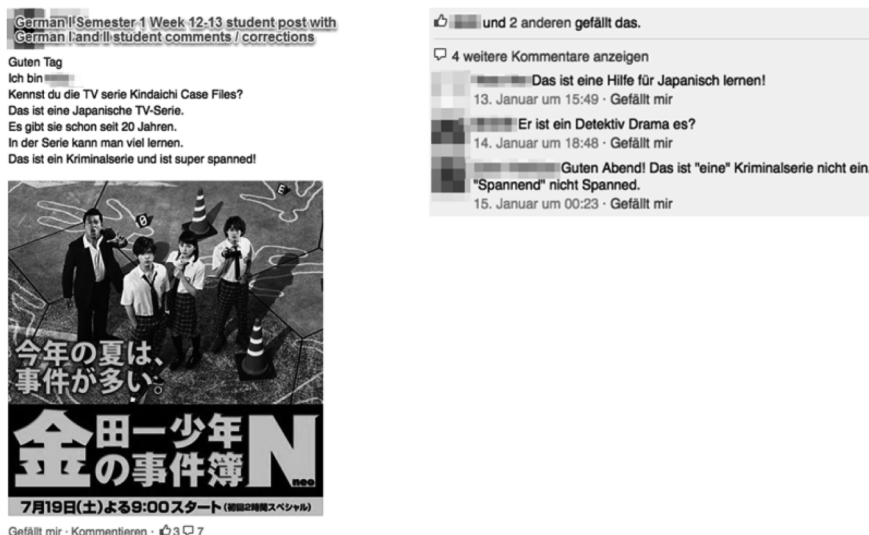 German I Semester 1 Week 12-13 student post with
German I and II student comments / corrections
Guten Tag
Ich bin
Kennst du die TV serie Kindaichi Case Files?
Das ist eine Japanische TV-Serie.
Es gibt sie schon seit 20 Jahren.
In der Serie kann man viel lernen.
Das ist ein Kriminalserie und ist super spanned!
0
E
今年の夏は、
事件が多い。
金田一少年
の事件簿N
neo
7月19日(土)よる9:00スタート(初回2時間スペシャル)
Gefällt mir · Kommentieren · 3 7
und 2 anderen gefällt das.
4 weitere Kommentare anzeigen
Das ist eine Hilfe für Japanisch lernen!
13. Januar um 15:49 · Gefällt mir
Er ist ein Detektiv Drama es?
14. Januar um 18:48 · Gefällt mir
Guten Abend! Das ist "eine" Kriminalserie nicht ein.
"Spannend" nicht Spanned.
15. Januar um 00:23 · Gefällt mir